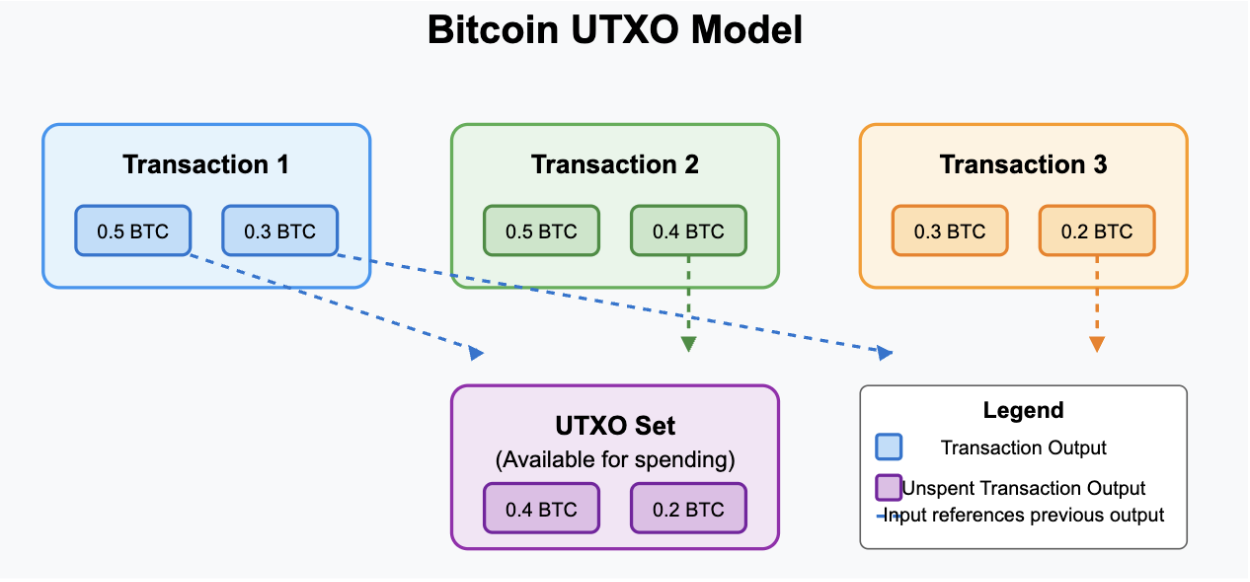 Bitcoin UTXO Model
Transaction 1
0.5 BTC
0.3 BTC
Transaction 2
0.5 BTC
0.4 BTC
Transaction 3
0.3 BTC
0.2 BTC
UTXO Set
(Available for spending)
0.4 BTC
0.2 BTC
Legend
Transaction Output
Unspent Transaction Output
Input references previous output